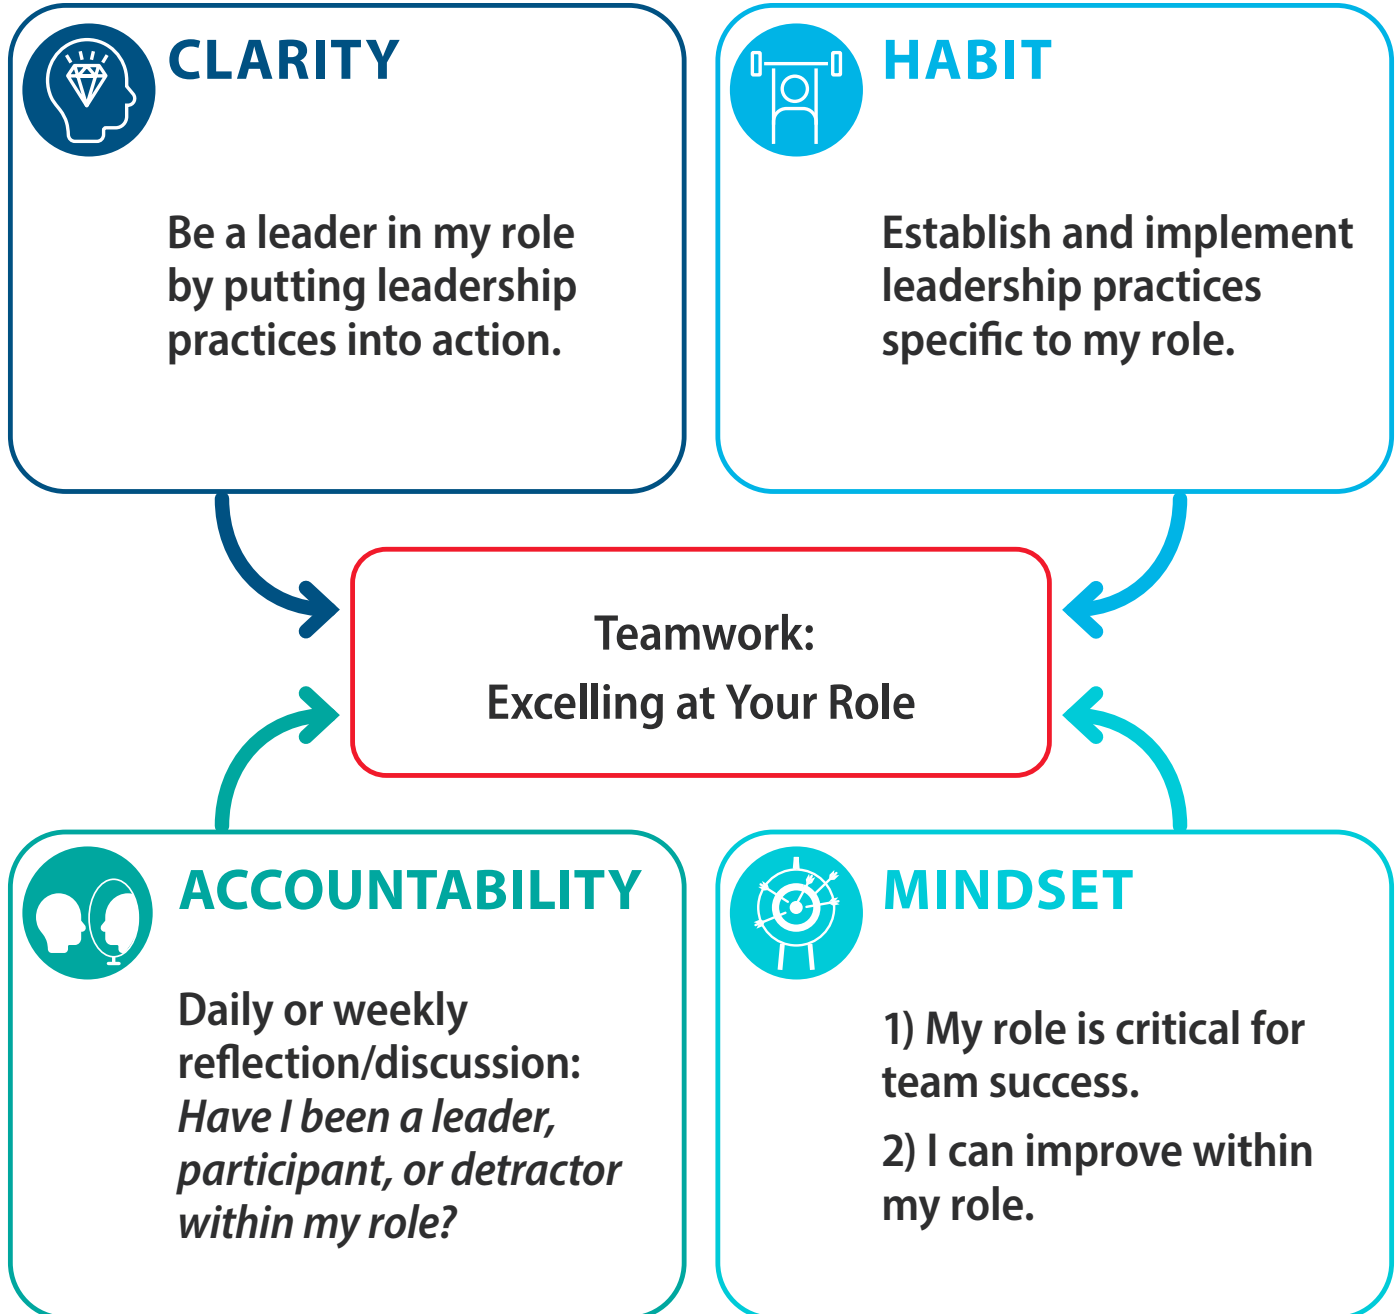 CLARITY
Be a leader in my role
by putting leadership
practices into action.
HABIT
Establish and implement
leadership practices
specific to my role.
Teamwork:
Excelling at Your Role
ACCOUNTABILITY
Daily or weekly
reflection/discussion:
Have I been a leader,
participant, or detractor
within my role?
MINDSET
1) My role is critical for
team success.
2) I can improve within
my role.